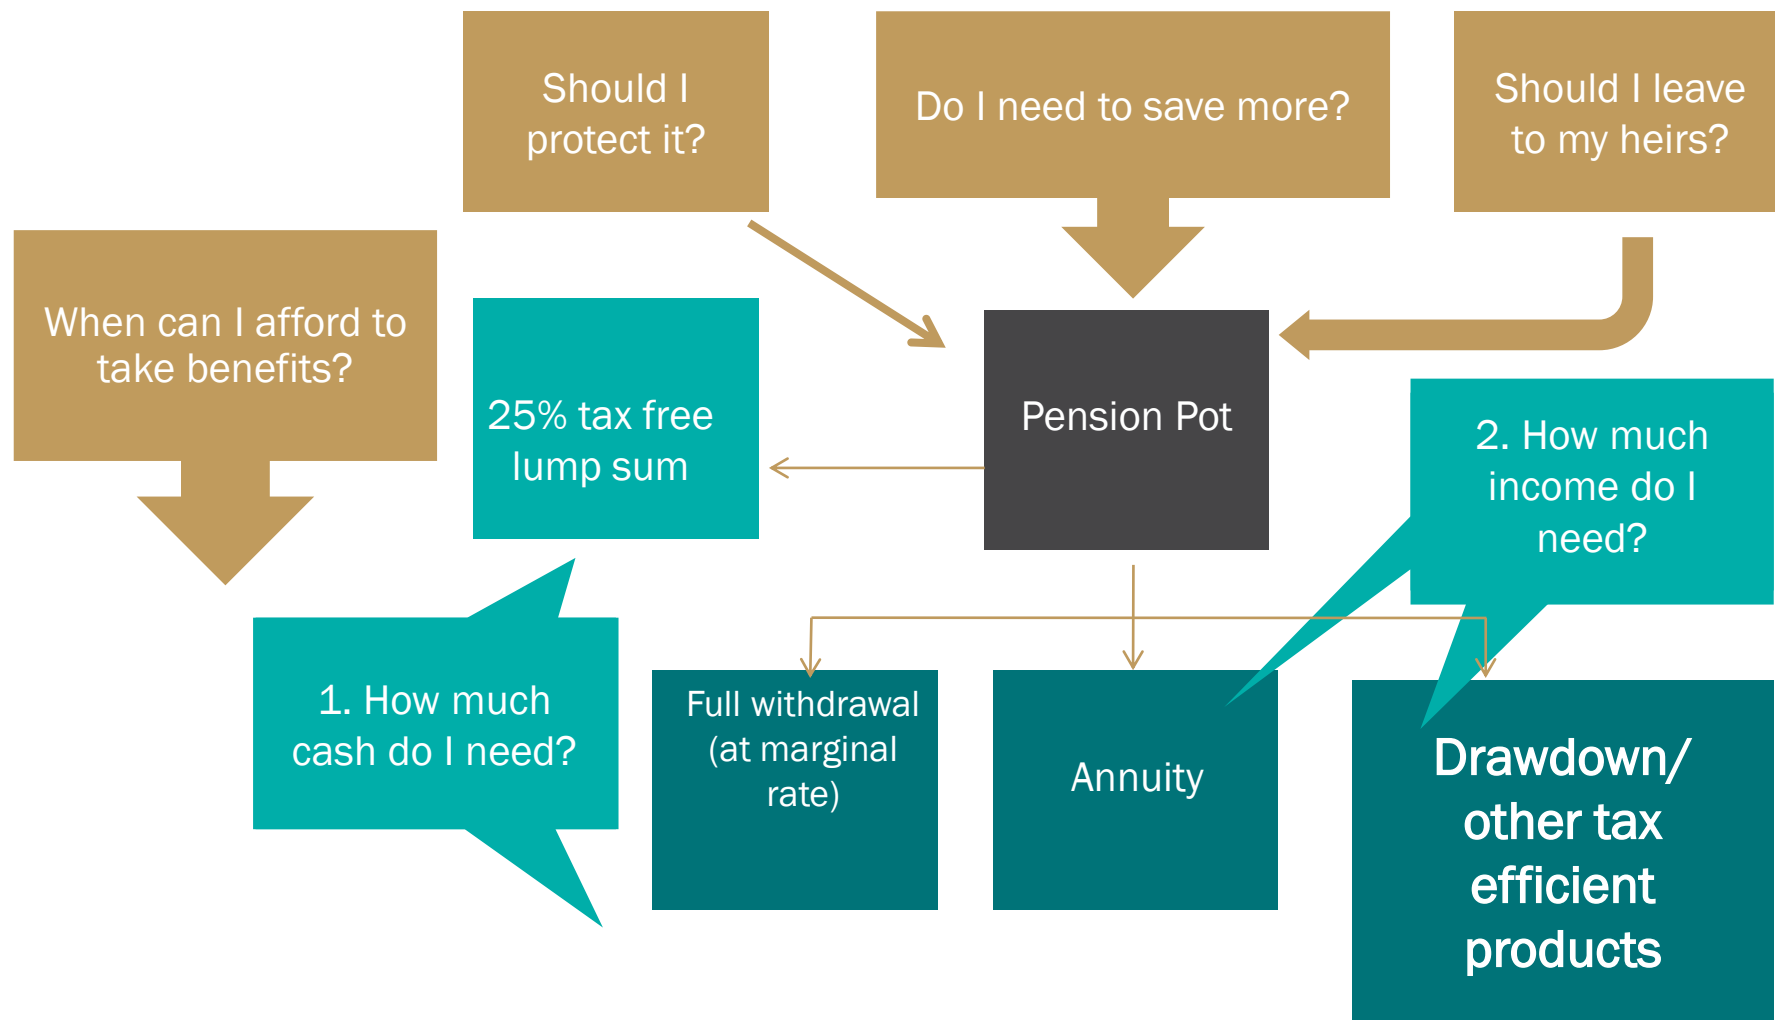 Should I
protect it?
Do I need to save more?
Should I leave
to my heirs?
When can I afford to
take benefits?
25% tax free
lump sum
Pension Pot
2. How much
income do I
need?
1. How much
cash do I need?
Full withdrawal
(at marginal
rate)
Annuity
Drawdown/
other tax
efficient
products